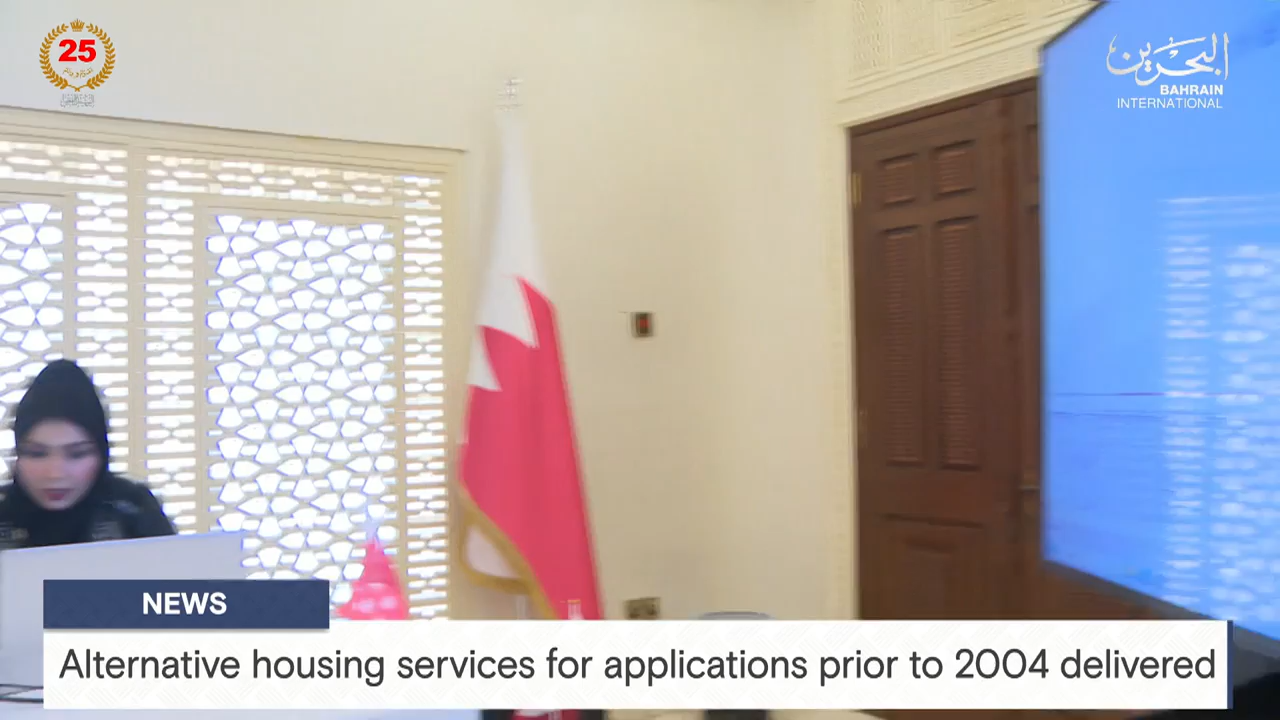 25
البحرين
BAHRAIN
INTERNATIONAL
NEWS
Alternative housing services for applications prior to 2004 delivered